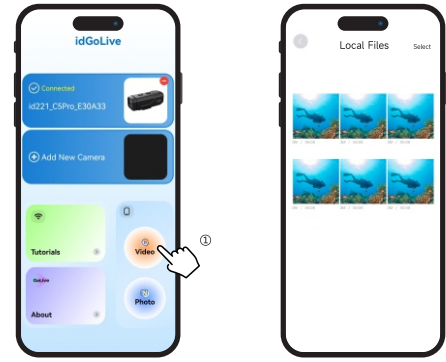 idGoLive
Connected
id221_C5Pro_E30A33
Add New Camera
①
Tutorials
Video
GoLive
About
Photo
Local Files
Select